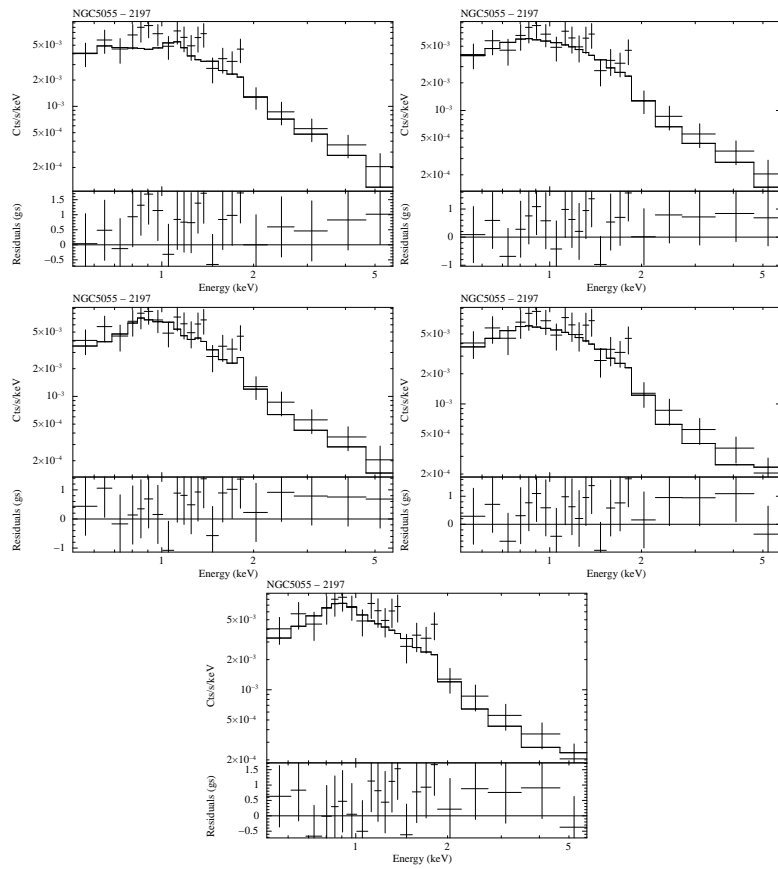 NGC5055 − 2197
5×10⁻³
2×10⁻³
10⁻³
5×10⁻⁴
2×10⁻⁴
Cts/s/keV
1.5
1
0.5
0
−0.5
Residuals (gs)
1 2 5
Energy (keV)
NGC5055 − 2197
5×10⁻³
2×10⁻³
10⁻³
5×10⁻⁴
2×10⁻⁴
Cts/s/keV
1
0
−1
Residuals (gs)
1 2 5
Energy (keV)
NGC5055 − 2197
5×10⁻³
2×10⁻³
10⁻³
5×10⁻⁴
2×10⁻⁴
Cts/s/keV
1
0
−1
Residuals (gs)
1 2 5
Energy (keV)
NGC5055 − 2197
5×10⁻³
2×10⁻³
10⁻³
5×10⁻⁴
2×10⁻⁴
Cts/s/keV
1
0
Residuals (gs)
1 2 5
Energy (keV)
NGC5055 − 2197
5×10⁻³
2×10⁻³
10⁻³
5×10⁻⁴
2×10⁻⁴
Cts/s/keV
1.5
1
0.5
0
−0.5
Residuals (gs)
1 2 5
Energy (keV)